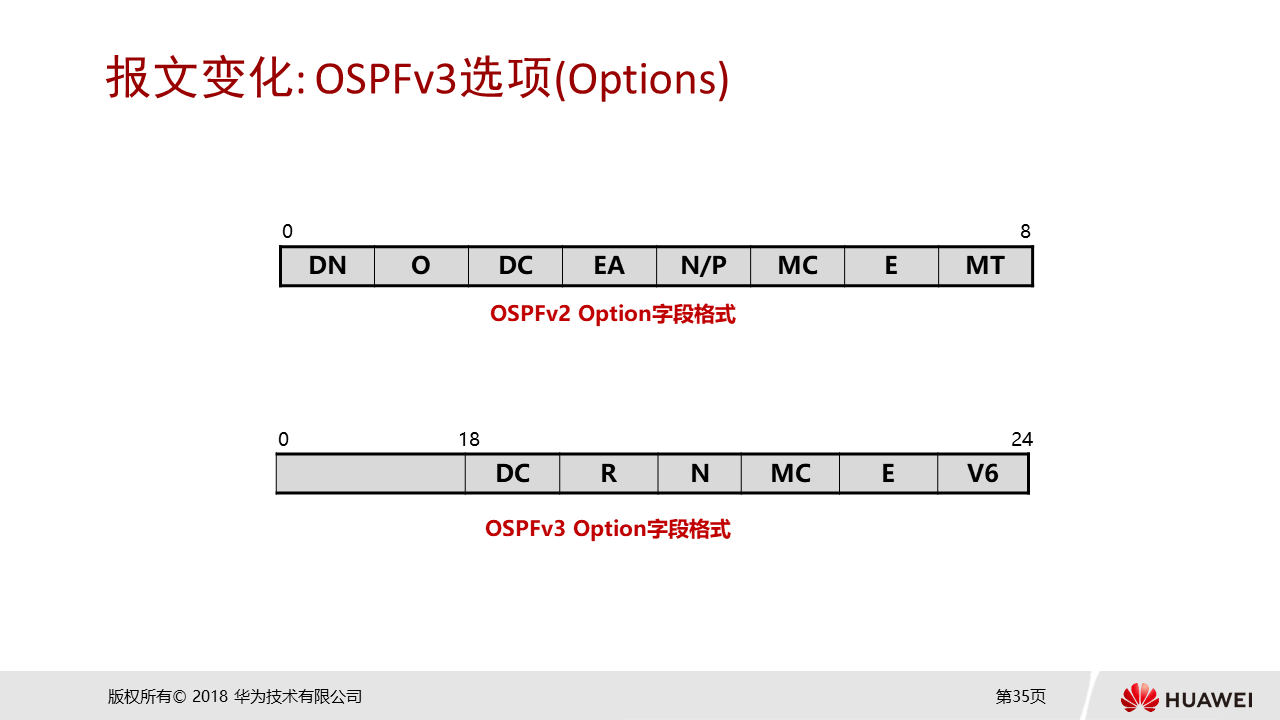 报文变化: OSPFv3选项(Options)
0 8
DN O DC EA N/P MC E MT
OSPFv2 Option字段格式
0 18 24
DC R N MC E V6
OSPFv3 Option字段格式
版权所有© 2018 华为技术有限公司 第35页 HUAWEI